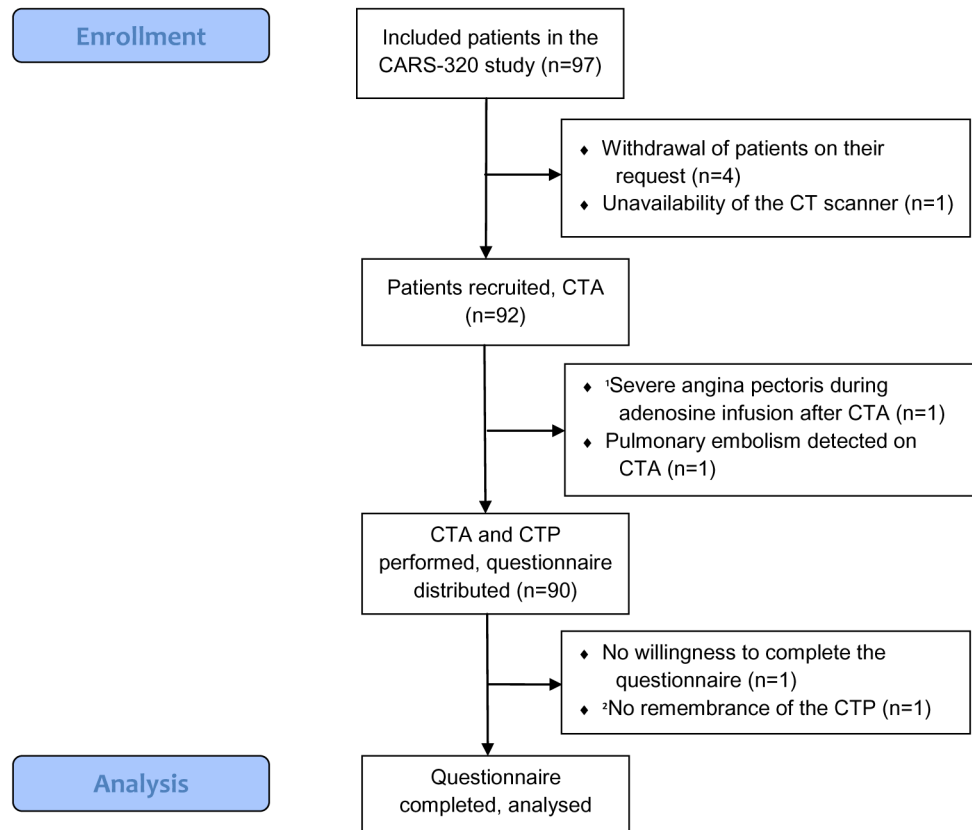 Enrollment
Included patients in the
CARS-320 study (n=97)
♦ Withdrawal of patients on their
request (n=4)
♦ Unavailability of the CT scanner (n=1)
Patients recruited, CTA
(n=92)
♦ ¹Severe angina pectoris during
adenosine infusion after CTA (n=1)
♦ Pulmonary embolism detected on
CTA (n=1)
CTA and CTP
performed, questionnaire
distributed (n=90)
♦ No willingness to complete the
questionnaire (n=1)
♦ ²No remembrance of the CTP (n=1)
Analysis
Questionnaire
completed, analysed